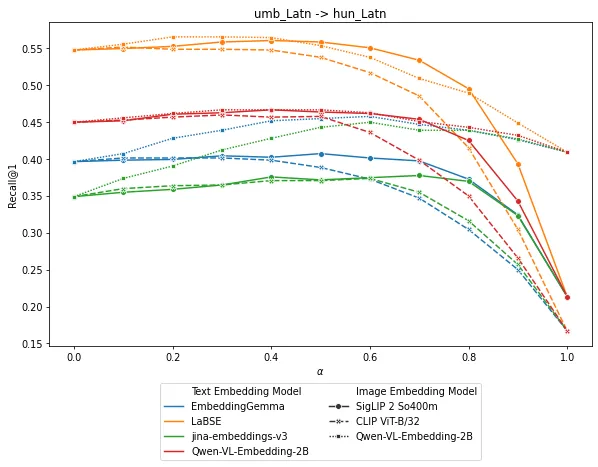 umb_Latn -> hun_Latn
0.55
0.50
0.45
0.40
0.35
0.30
0.25
0.20
0.15
Recall@1
0.0 0.2 0.4 0.6 0.8 1.0
α
Text Embedding Model Image Embedding Model
EmbeddingGemma SigLIP 2 So400m
LaBSE CLIP ViT-B/32
jina-embeddings-v3 Qwen-VL-Embedding-2B
Qwen-VL-Embedding-2B